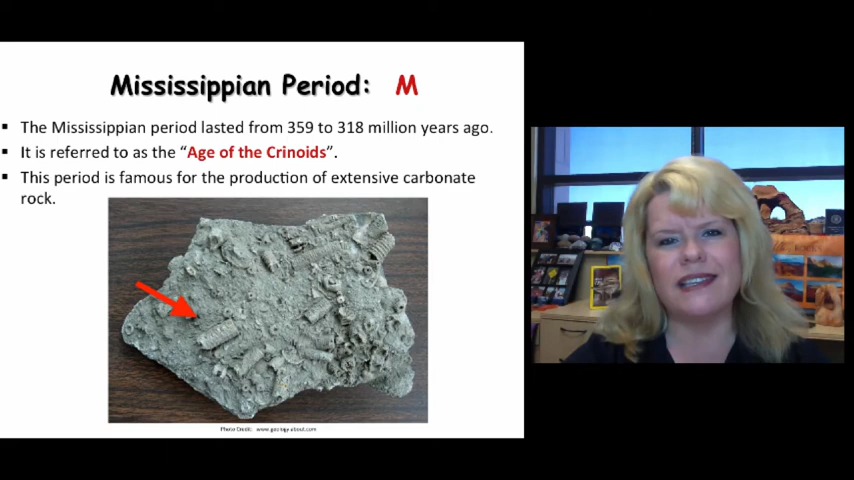 Mississippian Period: M
▪ The Mississippian period lasted from 359 to 318 million years ago.
▪ It is referred to as the “Age of the Crinoids”.
▪ This period is famous for the production of extensive carbonate
rock.
Photo Credit: www.geology.about.com